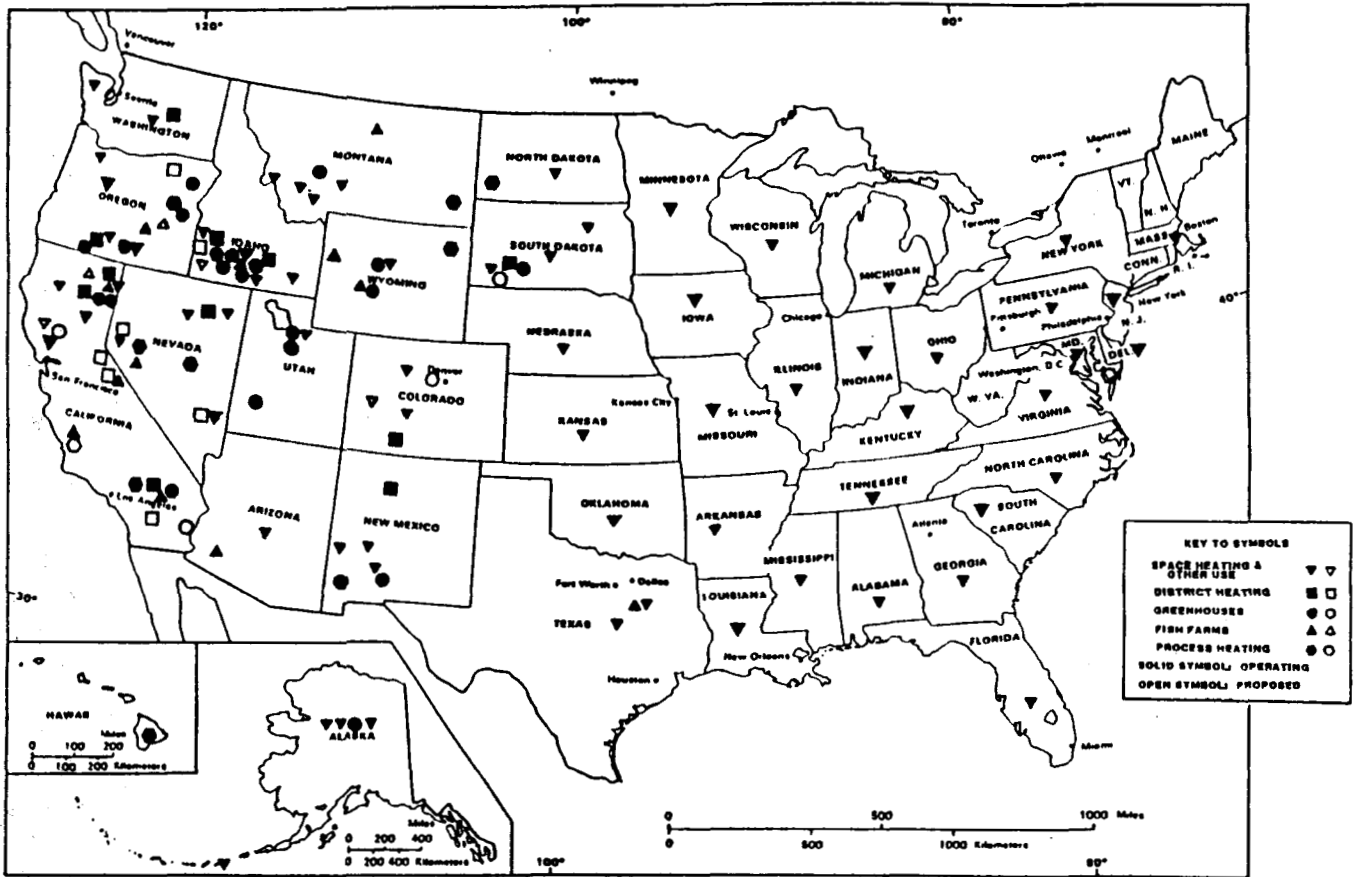 120°
100°
80°
Vancouver
Seattle
WASHINGTON
Winnipeg
MONTANA
NORTH DAKOTA
MINNESOTA
Ottawa
Montreal
MAINE
VT.
N. H.
OREGON
IDAHO
SOUTH DAKOTA
WISCONSIN
Toronto
MICHIGAN
NEW YORK
MASS
Boston
CONN.
R. I.
WYOMING
IOWA
Chicago
PENNSYLVANIA
Pittsburgh
Philadelphia
New York
N. J.
40°
NEVADA
UTAH
NEBRASKA
ILLINOIS
INDIANA
OHIO
MD.
DEL.
Washington, D.C.
W. VA.
VIRGINIA
San Francisco
CALIFORNIA
Denver
COLORADO
KANSAS
Kansas City
St. Louis
MISSOURI
KENTUCKY
NORTH CAROLINA
TENNESSEE
Los Angeles
ARIZONA
NEW MEXICO
OKLAHOMA
ARKANSAS
SOUTH
CAROLINA
Atlanta
MISSISSIPPI
ALABAMA
GEORGIA
30°
Fort Worth
Dallas
TEXAS
LOUISIANA
New Orleans
Houston
FLORIDA
Miami
KEY TO SYMBOLS
SPACE HEATING &
OTHER USE
DISTRICT HEATING
GREENHOUSES
FISH FARMS
PROCESS HEATING
SOLID SYMBOL: OPERATING
OPEN SYMBOL: PROPOSED
HAWAII
Miles
0 100 200
0 100 200 Kilometers
ALASKA
Miles
0 200 400
0 200 400 Kilometers
0 500 1000 Miles
0 500 1000 Kilometers
100°
80°